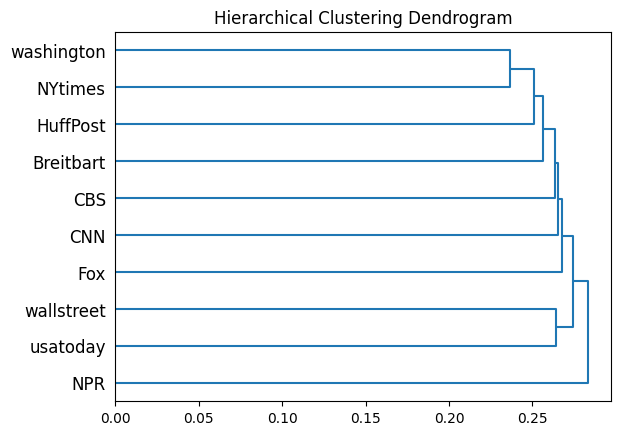 Hierarchical Clustering Dendrogram
washington
NYtimes
HuffPost
Breitbart
CBS
CNN
Fox
wallstreet
usatoday
NPR
0.00 0.05 0.10 0.15 0.20 0.25